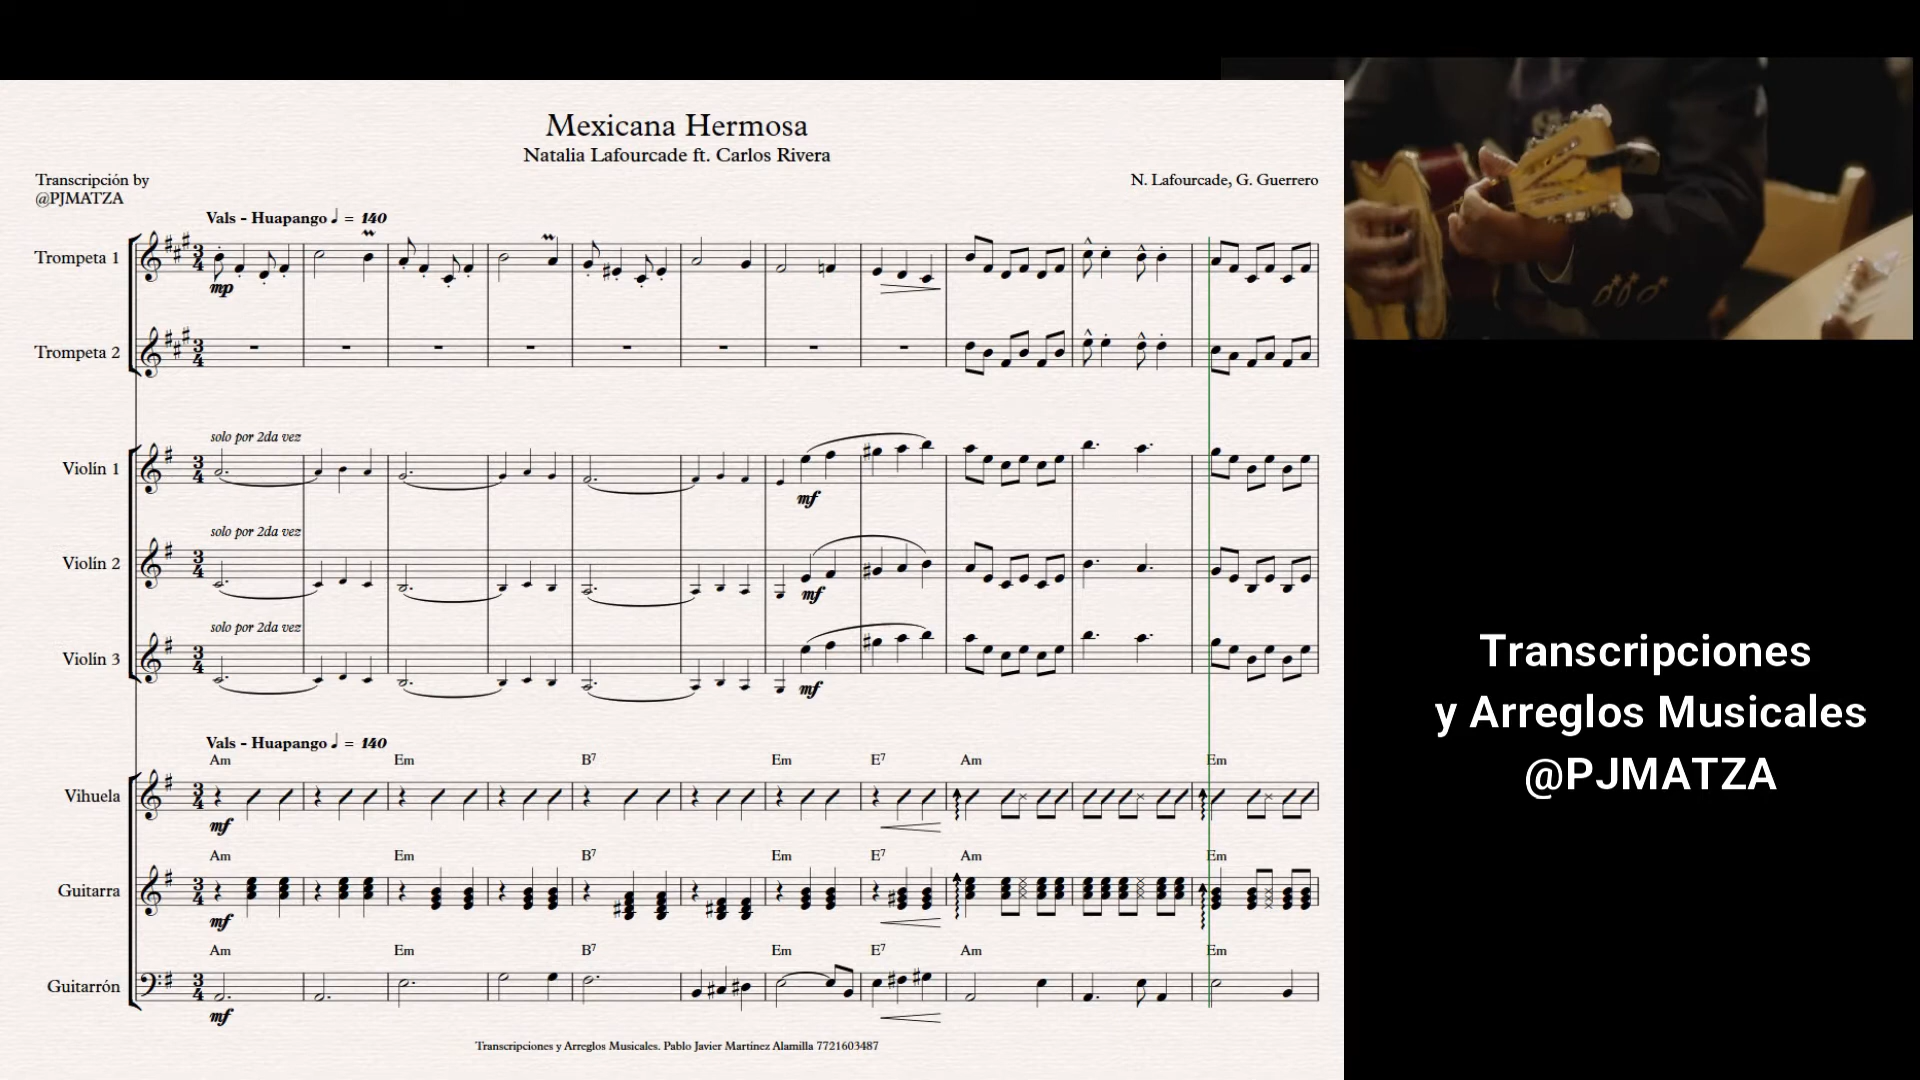 Mexicana Hermosa
Natalia Lafourcade ft. Carlos Rivera
Transcripción by
@PJMATZA
N. Lafourcade, G. Guerrero
Vals - Huapango ♩ = 140
Trompeta 1
mp
Trompeta 2
solo por 2da vez
Violín 1
mf
solo por 2da vez
Violín 2
mf
solo por 2da vez
Violín 3
mf
Vals - Huapango ♩ = 140
Am Em B7 Em E7 Am Em
Vihuela
mf
Am Em B7 Em E7 Am Em
Guitarra
mf
Am Em B7 Em E7 Am Em
Guitarrón
mf
Transcripciones y Arreglos Musicales. Pablo Javier Martínez Alamilla 7721603487
Transcripciones
y Arreglos Musicales
@PJMATZA